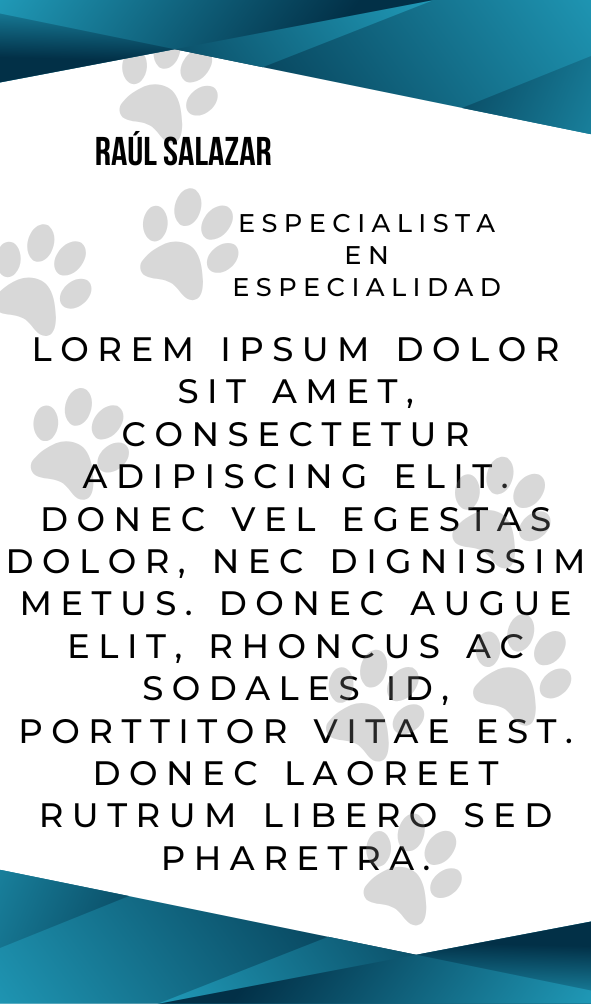 RAÚL SALAZAR
ESPECIALISTA
EN
ESPECIALIDAD
LOREM IPSUM DOLOR
SIT AMET,
CONSECTETUR
ADIPISCING ELIT.
DONEC VEL EGESTAS
DOLOR, NEC DIGNISSIM
METUS. DONEC AUGUE
ELIT, RHONCUS AC
SODALES ID,
PORTTITOR VITAE EST.
DONEC LAOREET
RUTRUM LIBERO SED
PHARETRA.